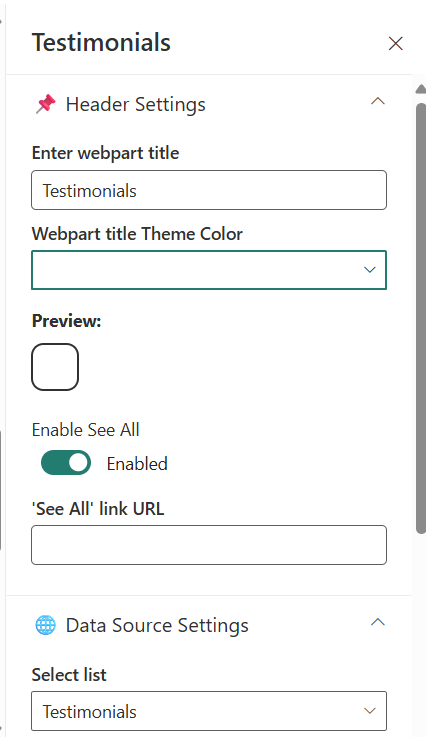 Testimonials
Header Settings
Enter webpart title
Testimonials
Webpart title Theme Color
Preview:
Enable See All
Enabled
'See All' link URL
Data Source Settings
Select list
Testimonials